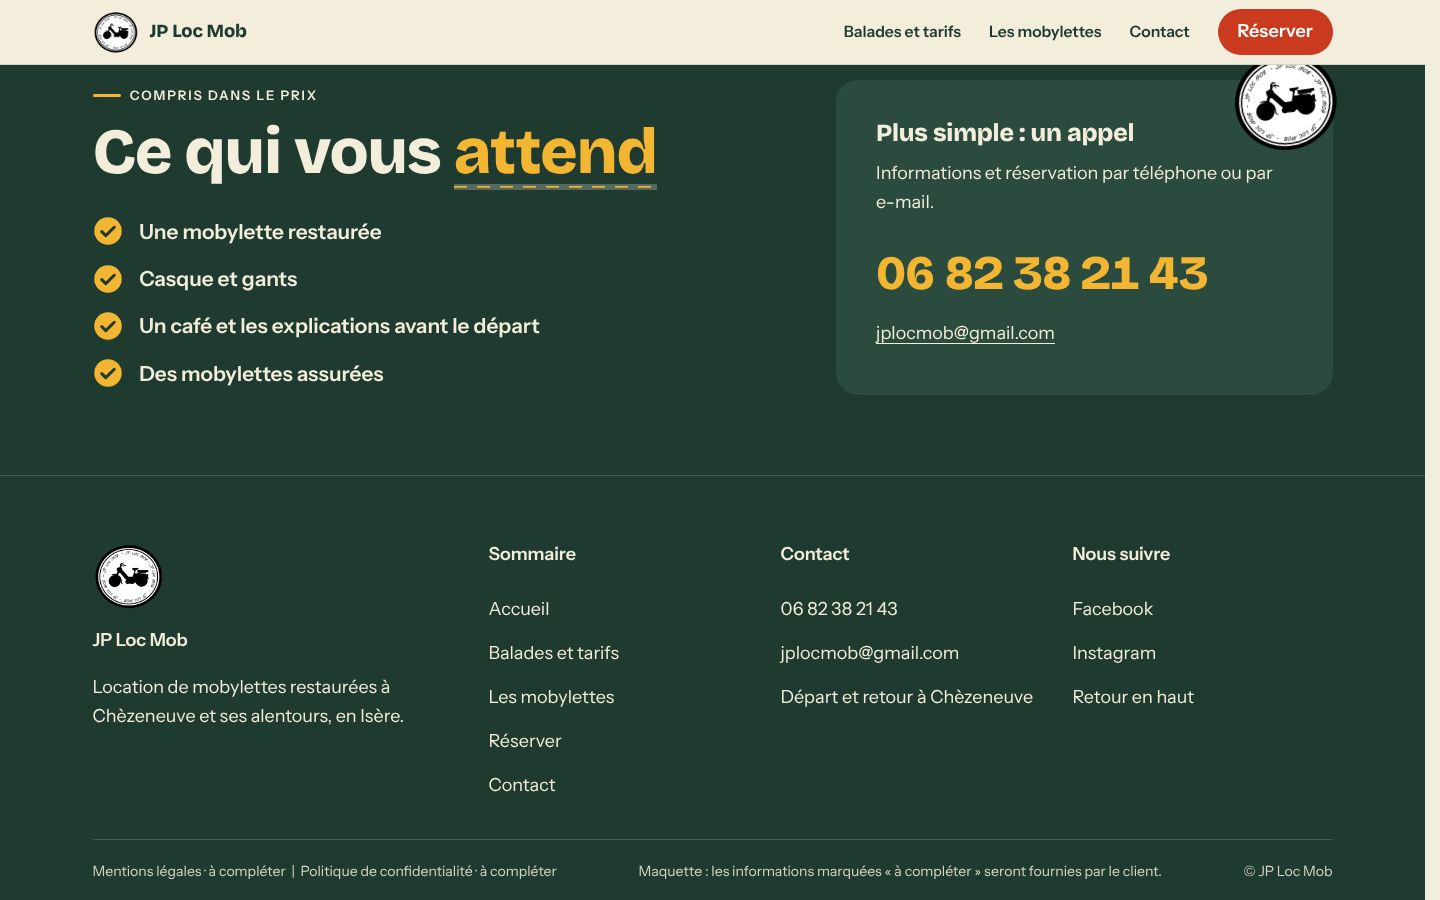 JP Loc Mob
Balades et tarifs
Les mobylettes
Contact
Réserver
COMPRIS DANS LE PRIX
Ce qui vous attend
Une mobylette restaurée
Casque et gants
Un café et les explications avant le départ
Des mobylettes assurées
Plus simple : un appel
Informations et réservation par téléphone ou par
e-mail.
06 82 38 21 43
jplocmob@gmail.com
JP Loc Mob
Location de mobylettes restaurées à
Chèzeneuve et ses alentours, en Isère.
Sommaire
Accueil
Balades et tarifs
Les mobylettes
Réserver
Contact
Contact
06 82 38 21 43
jplocmob@gmail.com
Départ et retour à Chèzeneuve
Nous suivre
Facebook
Instagram
Retour en haut
Mentions légales · à compléter | Politique de confidentialité · à compléter
Maquette : les informations marquées « à compléter » seront fournies par le client.
© JP Loc Mob